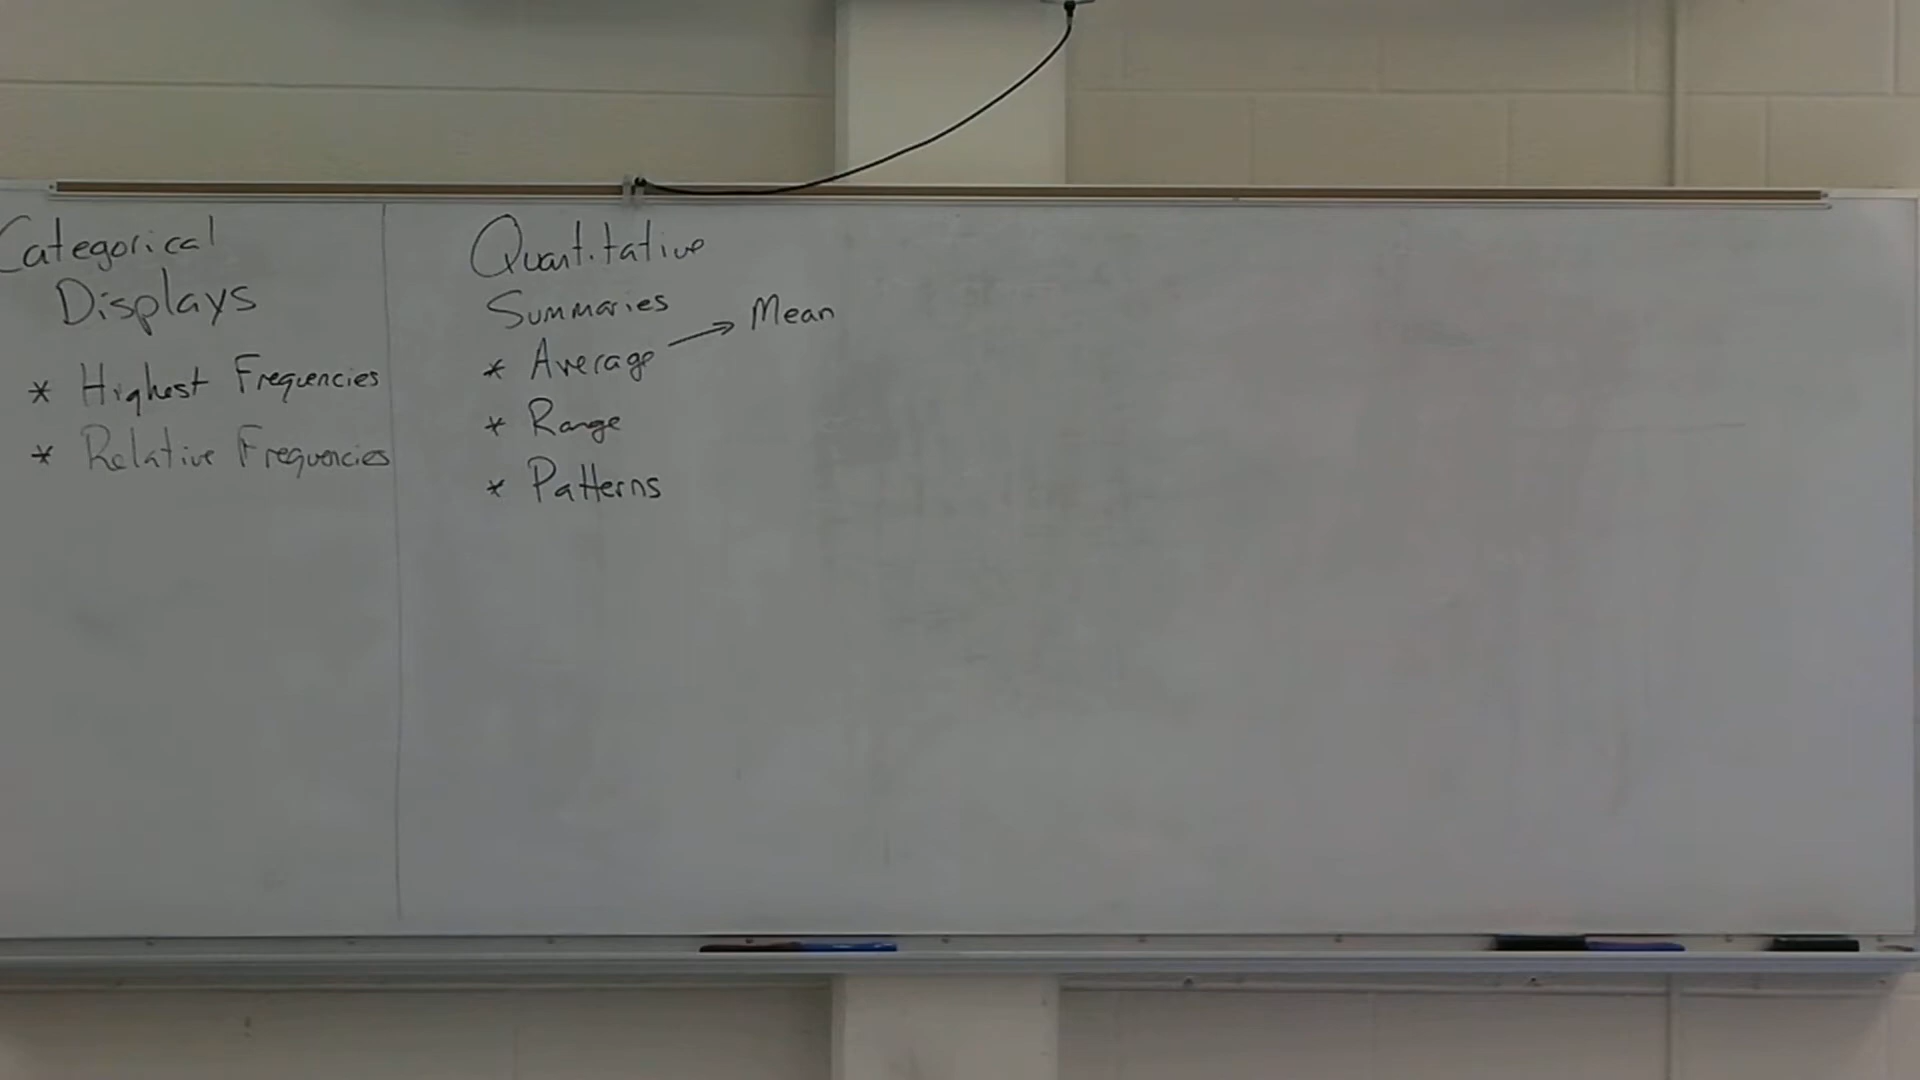 Categorical
Displays
* Highest Frequencies
* Relative Frequencies
Quantitative
Summaries
* Average → Mean
* Range
* Patterns